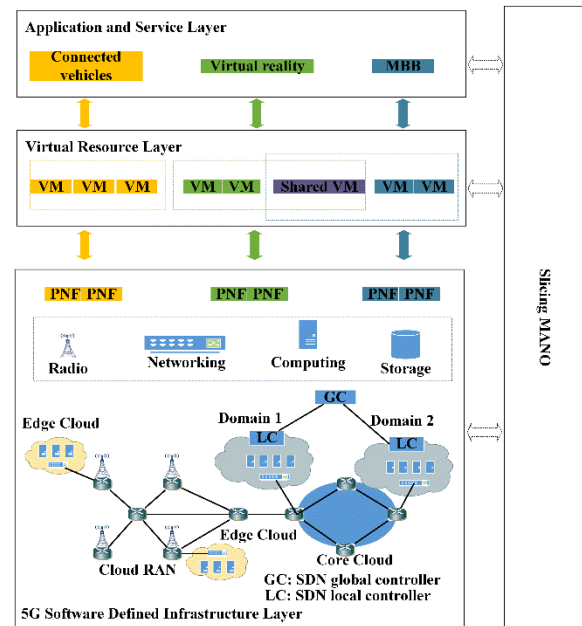 Application and Service Layer
Connected
vehicles
Virtual reality
MBB
Virtual Resource Layer
VM VM VM
VM VM
Shared VM
VM VM
PNF PNF
PNF PNF
PNF PNF
Radio
Networking
Computing
Storage
GC
Domain 1
Domain 2
LC
LC
Edge Cloud
Edge Cloud
Cloud RAN
Core Cloud
GC: SDN global controller
LC: SDN local controller
5G Software Defined Infrastructure Layer
Slicing MANO